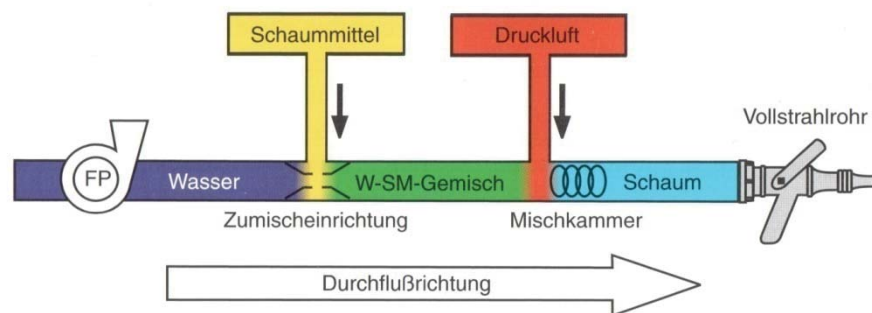 Schaummittel
Druckluft
Vollstrahlrohr
FP
Wasser
W-SM-Gemisch
Schaum
Zumischeinrichtung
Mischkammer
Durchflußrichtung